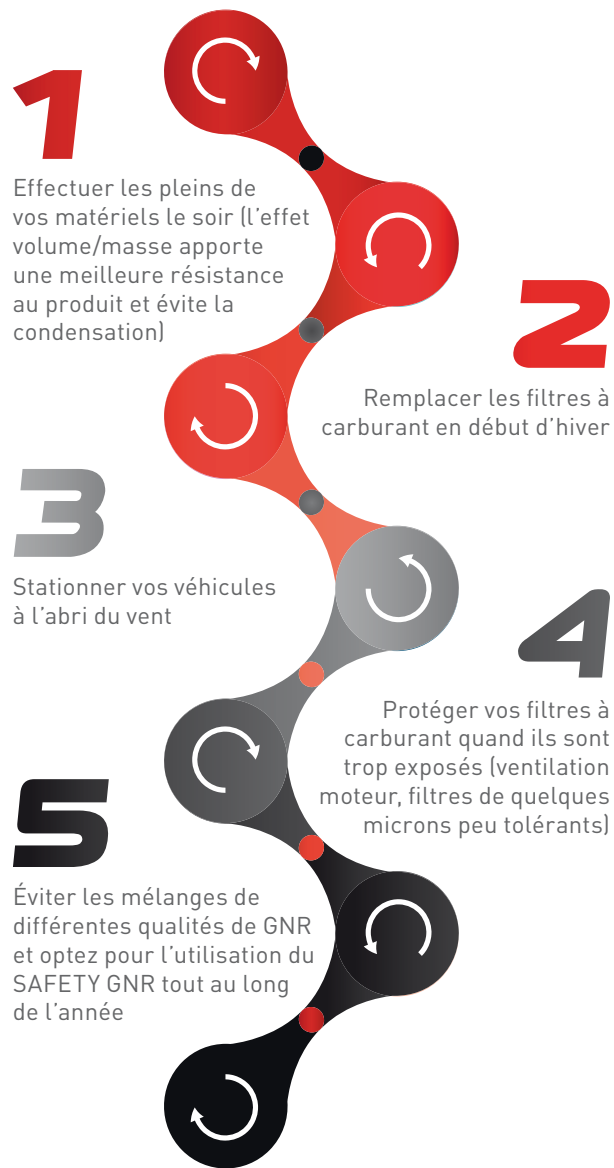 1
Effectuer les pleins de
vos matériels le soir (l’effet
volume/masse apporte
une meilleure résistance
au produit et évite la
condensation)
2
Remplacer les filtres à
carburant en début d’hiver
3
Stationner vos véhicules
à l’abri du vent
4
Protéger vos filtres à
carburant quand ils sont
trop exposés (ventilation
moteur, filtres de quelques
microns peu tolérants)
5
Éviter les mélanges de
différentes qualités de GNR
et optez pour l’utilisation du
SAFETY GNR tout au long
de l’année